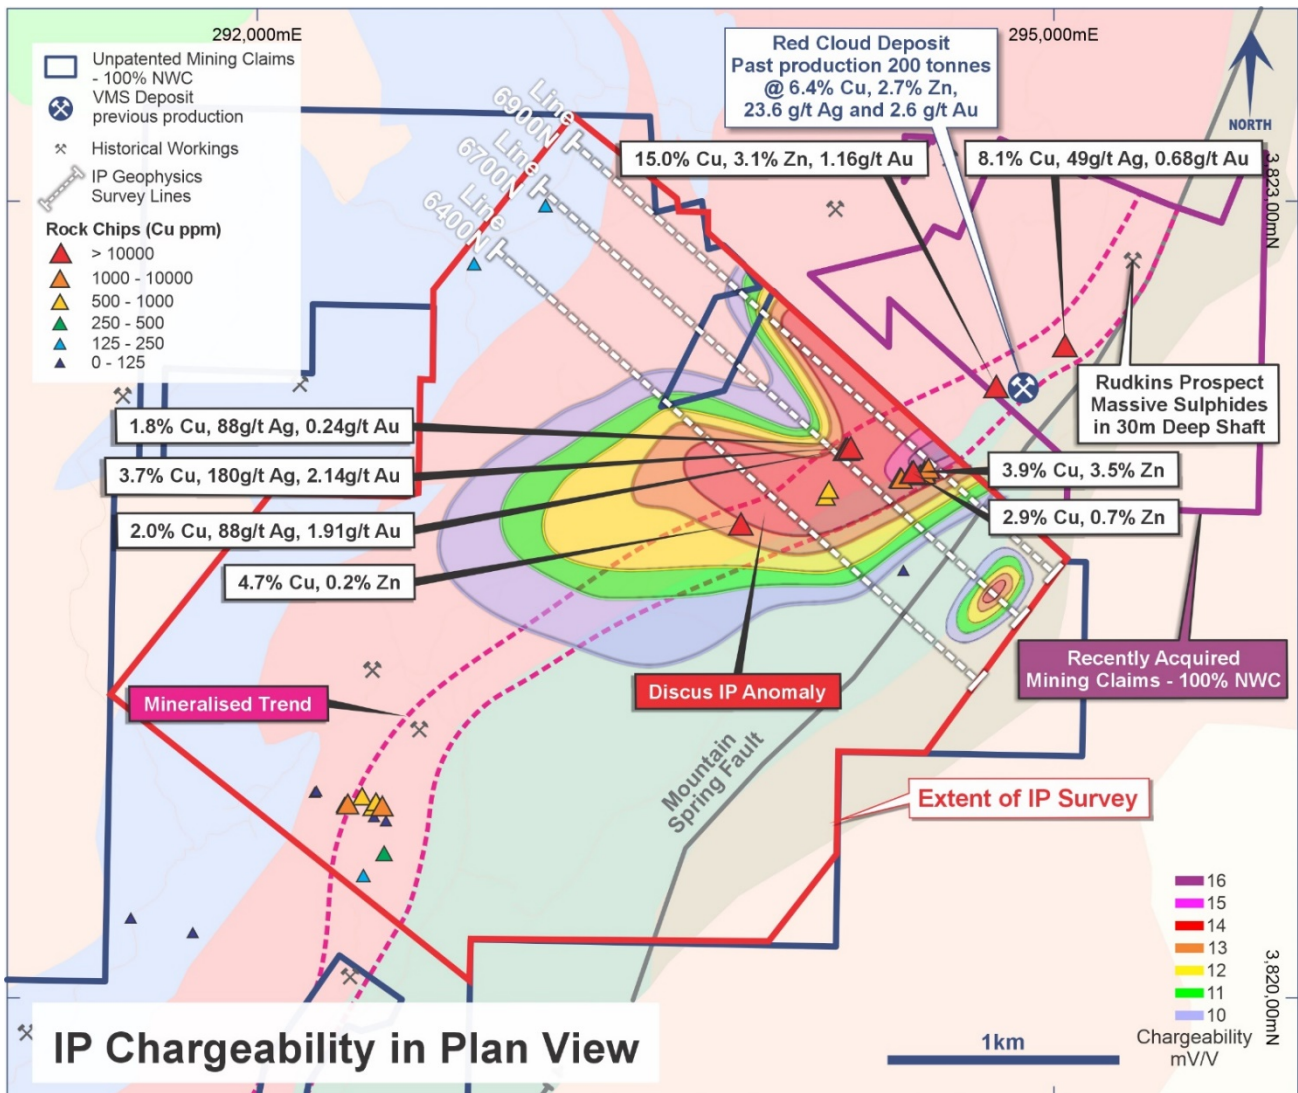 292,000mE
295,000mE
Unpatented Mining Claims
- 100% NWC
VMS Deposit
previous production
Historical Workings
IP Geophysics
Survey Lines
Rock Chips (Cu ppm)
> 10000
1000 - 10000
500 - 1000
250 - 500
125 - 250
0 - 125
Line
6900N
Line
6700N
Line
6400N
Red Cloud Deposit
Past production 200 tonnes
@ 6.4% Cu, 2.7% Zn,
23.6 g/t Ag and 2.6 g/t Au
NORTH
15.0% Cu, 3.1% Zn, 1.16g/t Au
8.1% Cu, 49g/t Ag, 0.68g/t Au
3,823,00mN
Rudkins Prospect
Massive Sulphides
in 30m Deep Shaft
1.8% Cu, 88g/t Ag, 0.24g/t Au
3.7% Cu, 180g/t Ag, 2.14g/t Au
2.0% Cu, 88g/t Ag, 1.91g/t Au
4.7% Cu, 0.2% Zn
3.9% Cu, 3.5% Zn
2.9% Cu, 0.7% Zn
Recently Acquired
Mining Claims - 100% NWC
Discus IP Anomaly
Mineralised Trend
Mountain
Spring Fault
Extent of IP Survey
16
15
14
13
12
11
10
Chargeability
mV/V
3,820,00mN
1km
IP Chargeability in Plan View